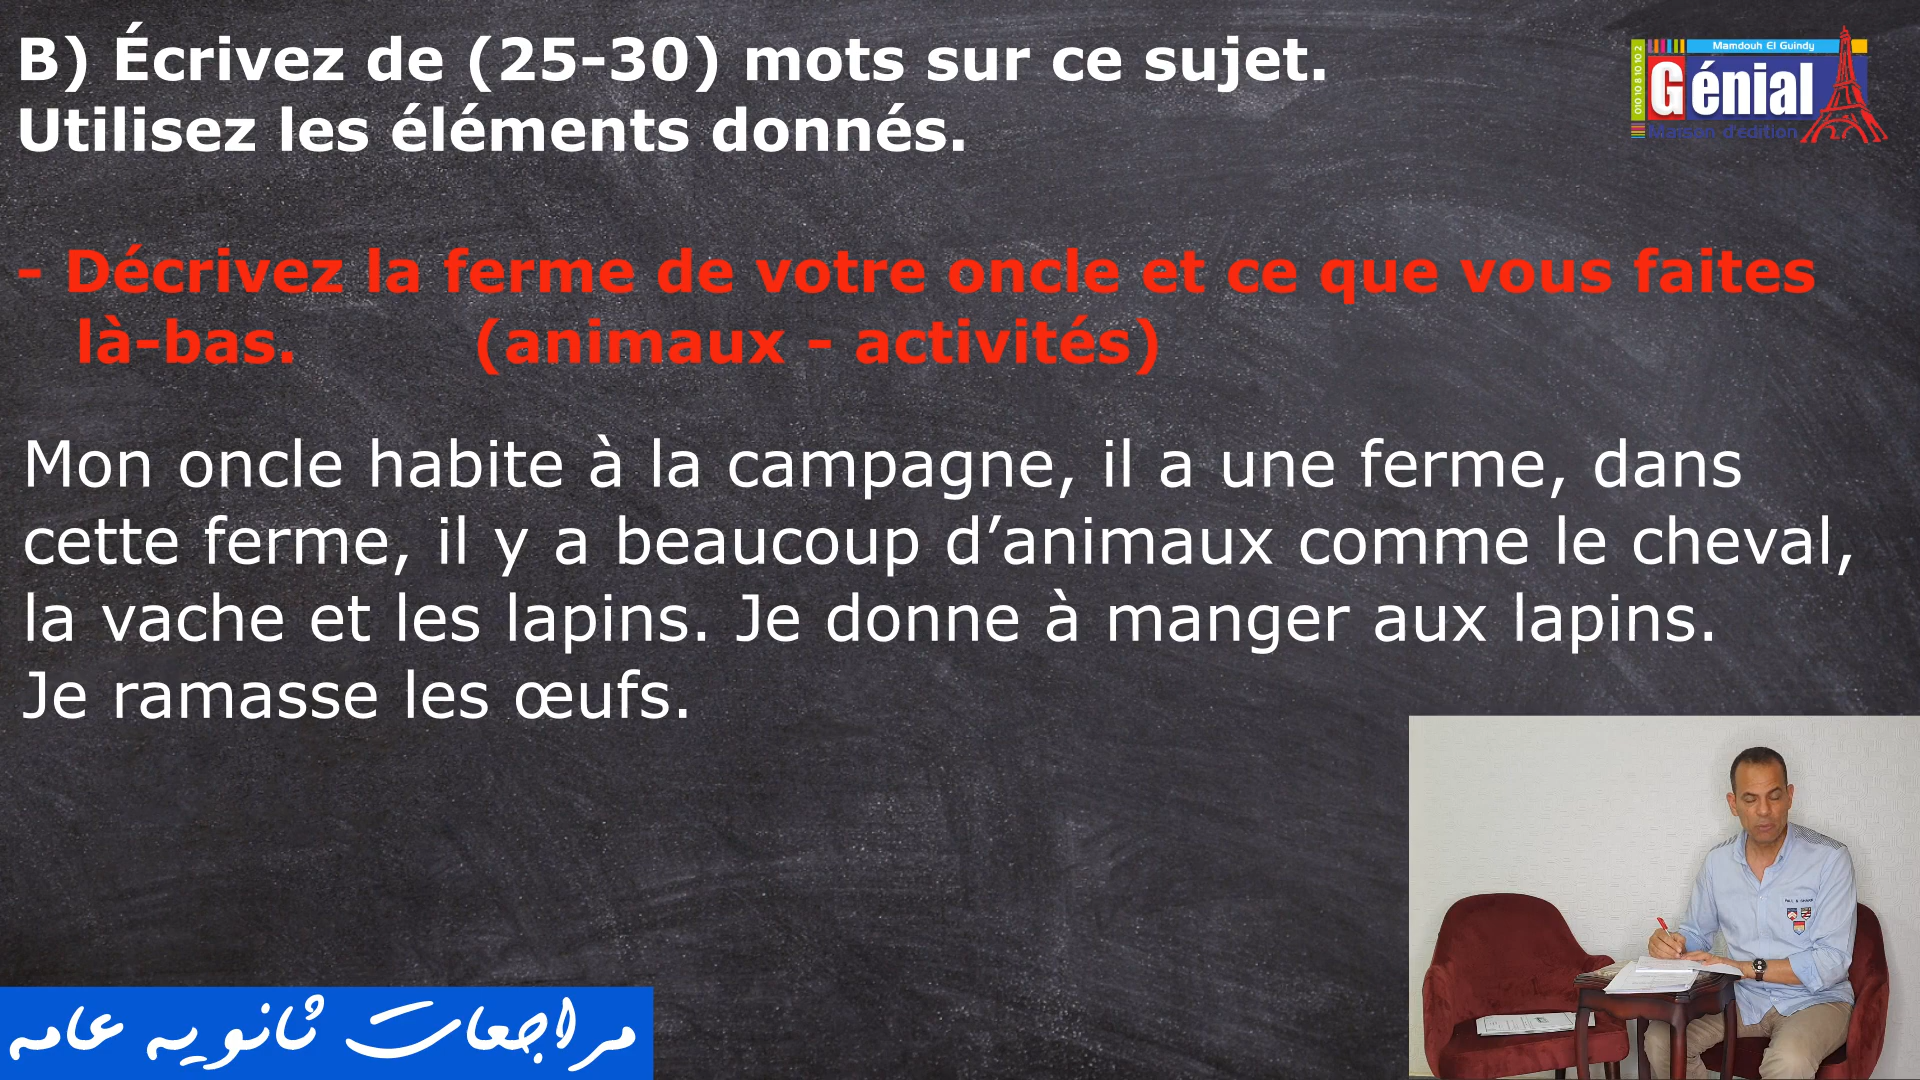 B) Écrivez de (25-30) mots sur ce sujet.
Utilisez les éléments donnés.
Mamdouh El Guindy
Génial
Maison d'édition
- Décrivez la ferme de votre oncle et ce que vous faites
là-bas. (animaux - activités)
Mon oncle habite à la campagne, il a une ferme, dans
cette ferme, il y a beaucoup d’animaux comme le cheval,
la vache et les lapins. Je donne à manger aux lapins.
Je ramasse les œufs.
مراجعات ثانويه عامه